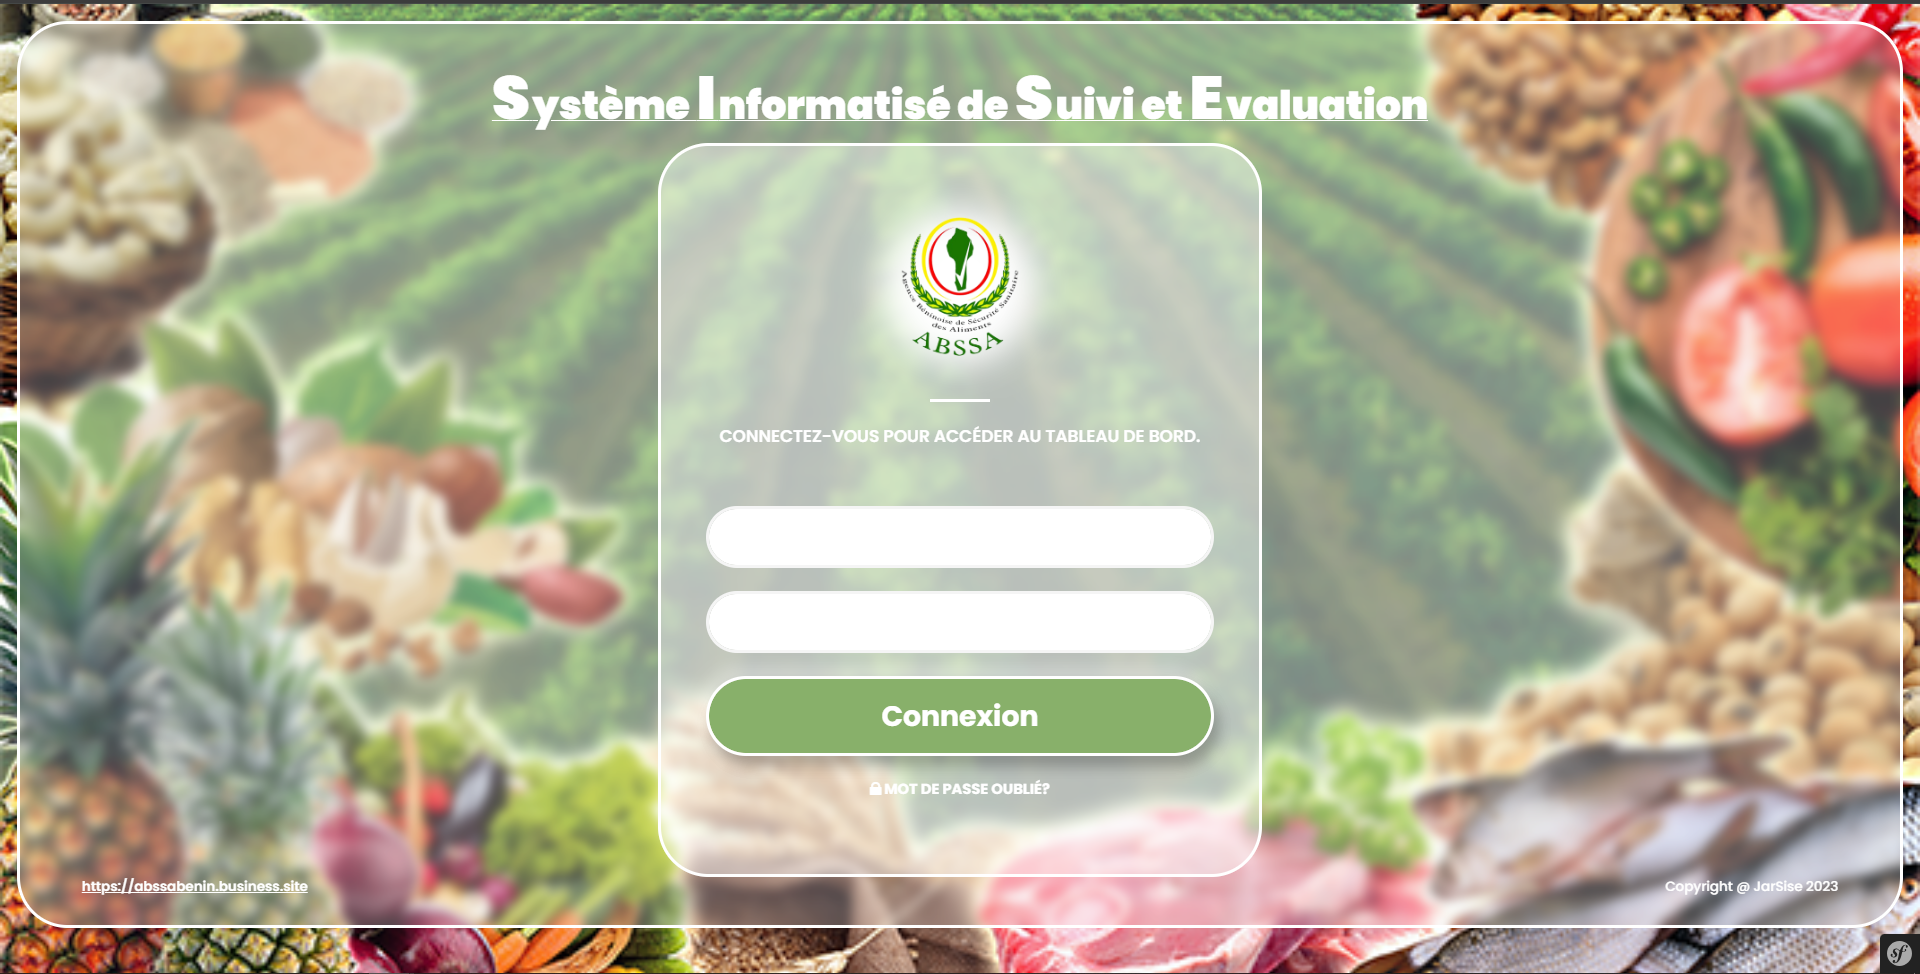 Système Informatisé de Suivi et Evaluation
Agence Béninoise de Sécurité Sanitaire
des Aliments
ABSSA
CONNECTEZ-VOUS POUR ACCÉDER AU TABLEAU DE BORD.
Connexion
MOT DE PASSE OUBLIÉ?
https://abssabenin.business.site
Copyright @ JarSise 2023
sf